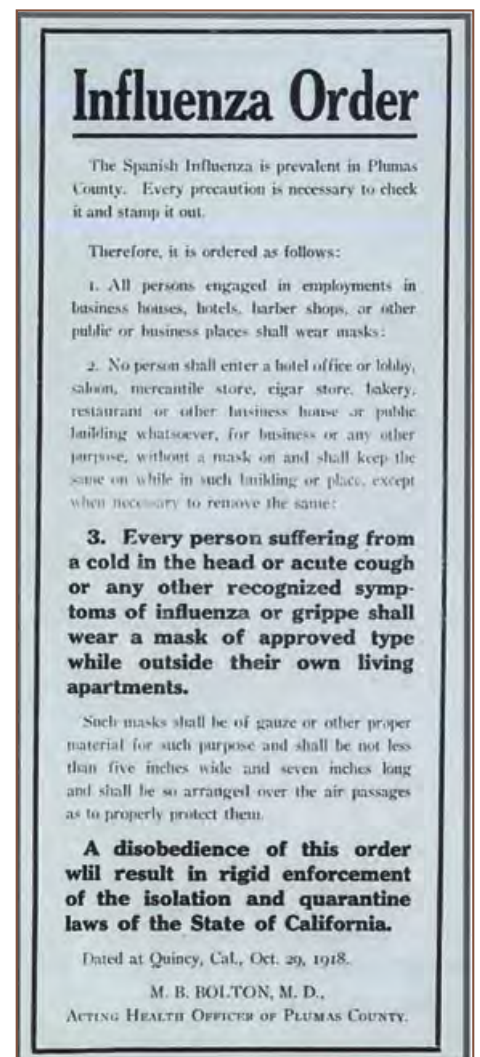 Influenza Order
The Spanish Influenza is prevalent in Plumas
County. Every precaution is necessary to check
it and stamp it out.
Therefore, it is ordered as follows:
1. All persons engaged in employments in
business houses, hotels, barber shops, or other
public or business places shall wear masks:
2. No person shall enter a hotel office or lobby,
saloon, mercantile store, cigar store, bakery,
restaurant or other business house or public
building whatsoever, for business or any other
purpose, without a mask on and shall keep the
same on while in such building or place, except
when necessary to remove the same:
3. Every person suffering from
a cold in the head or acute cough
or any other recognized symp-
toms of influenza or grippe shall
wear a mask of approved type
while outside their own living
apartments.
Such masks shall be of gauze or other proper
material for such purpose and shall be not less
than five inches wide and seven inches long
and shall be so arranged over the air passages
as to properly protect them.
A disobedience of this order
wlil result in rigid enforcement
of the isolation and quarantine
laws of the State of California.
Dated at Quincy, Cal., Oct. 29, 1918.
M. B. BOLTON, M. D.,
ACTING HEALTH OFFICER OF PLUMAS COUNTY.